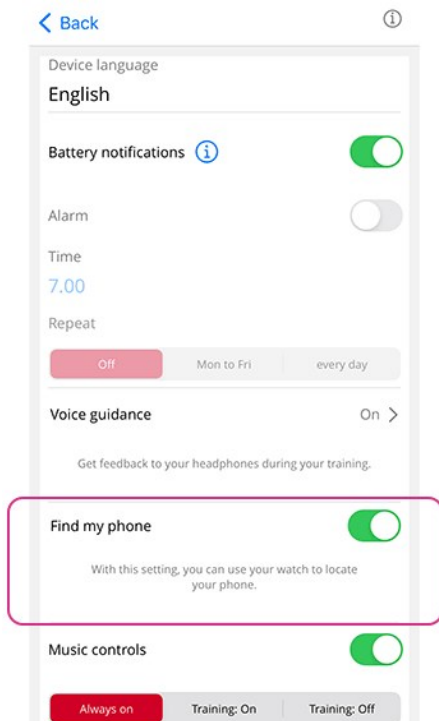 Back
Device language
English
Battery notifications
Alarm
Time
7.00
Repeat
Off Mon to Fri every day
Voice guidance On
Get feedback to your headphones during your training.
Find my phone
With this setting, you can use your watch to locate
your phone.
Music controls
Always on Training: On Training: Off